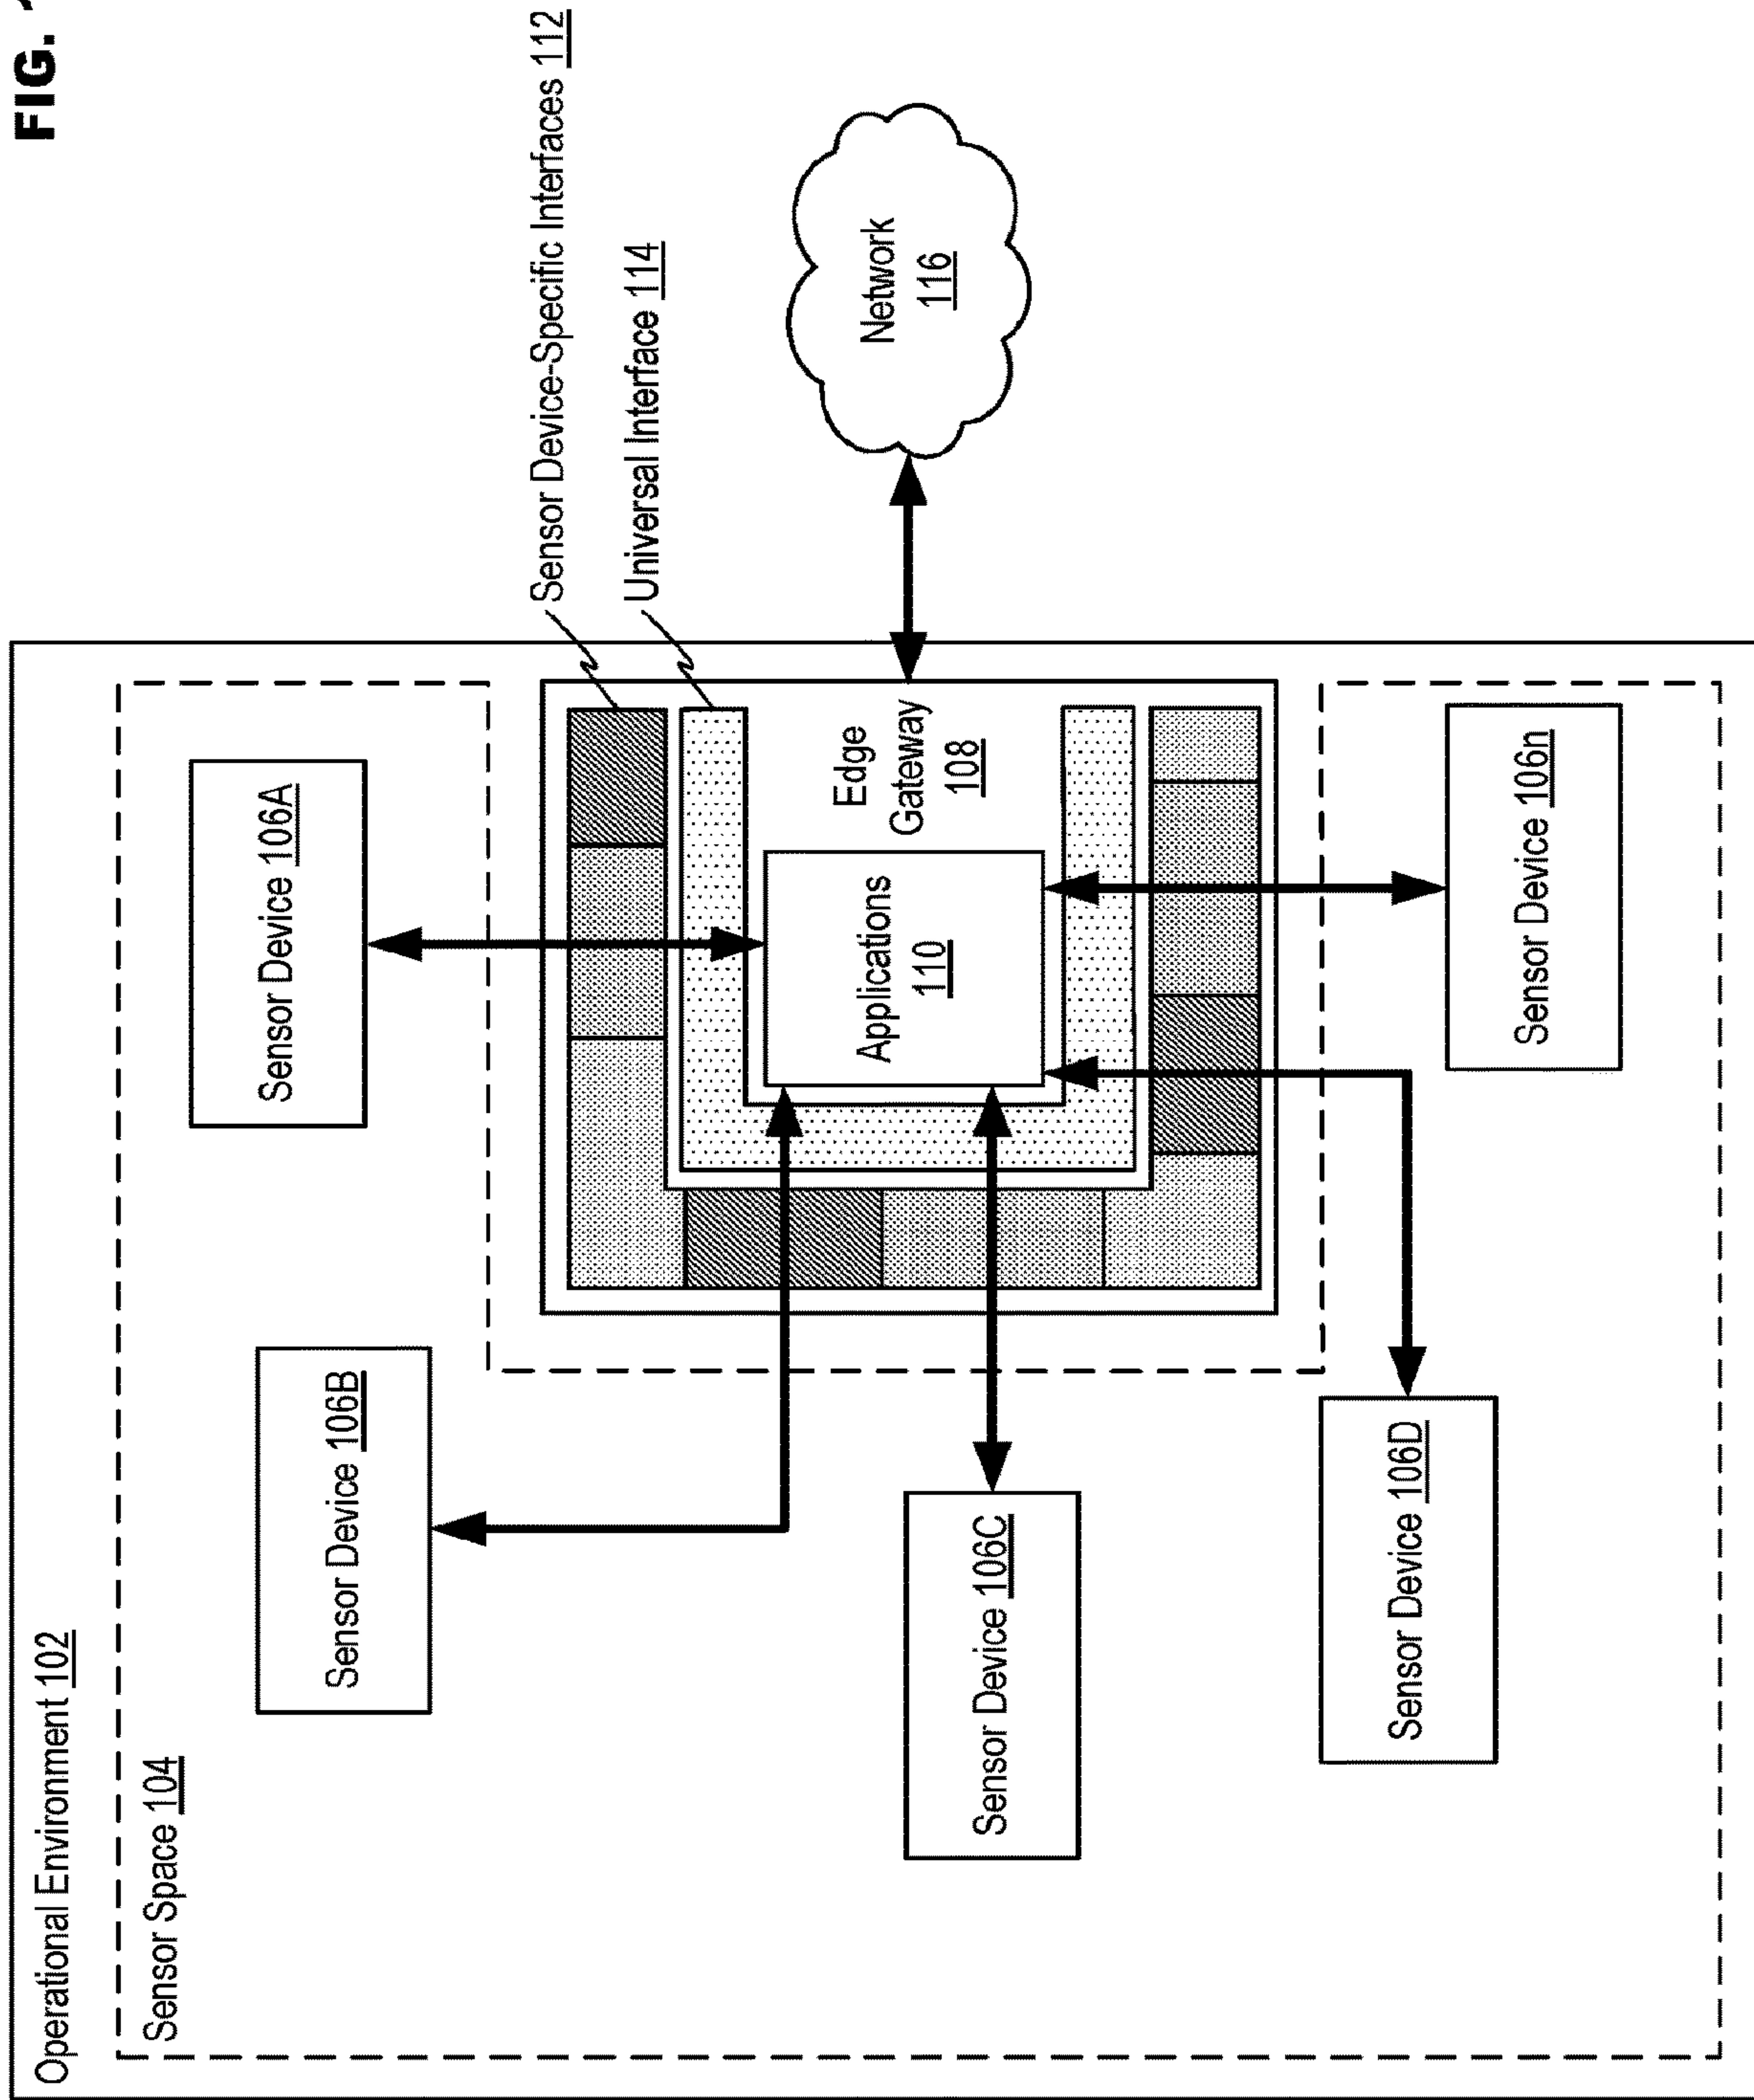 FIG.
Operational Environment 102
Sensor Space 104
Sensor Device 106A
Sensor Device 106B
Sensor Device-Specific Interfaces 112
Universal Interface 114
Edge
Gateway
108
Applications
110
Network
116
Sensor Device 106C
Sensor Device 106D
Sensor Device 106n